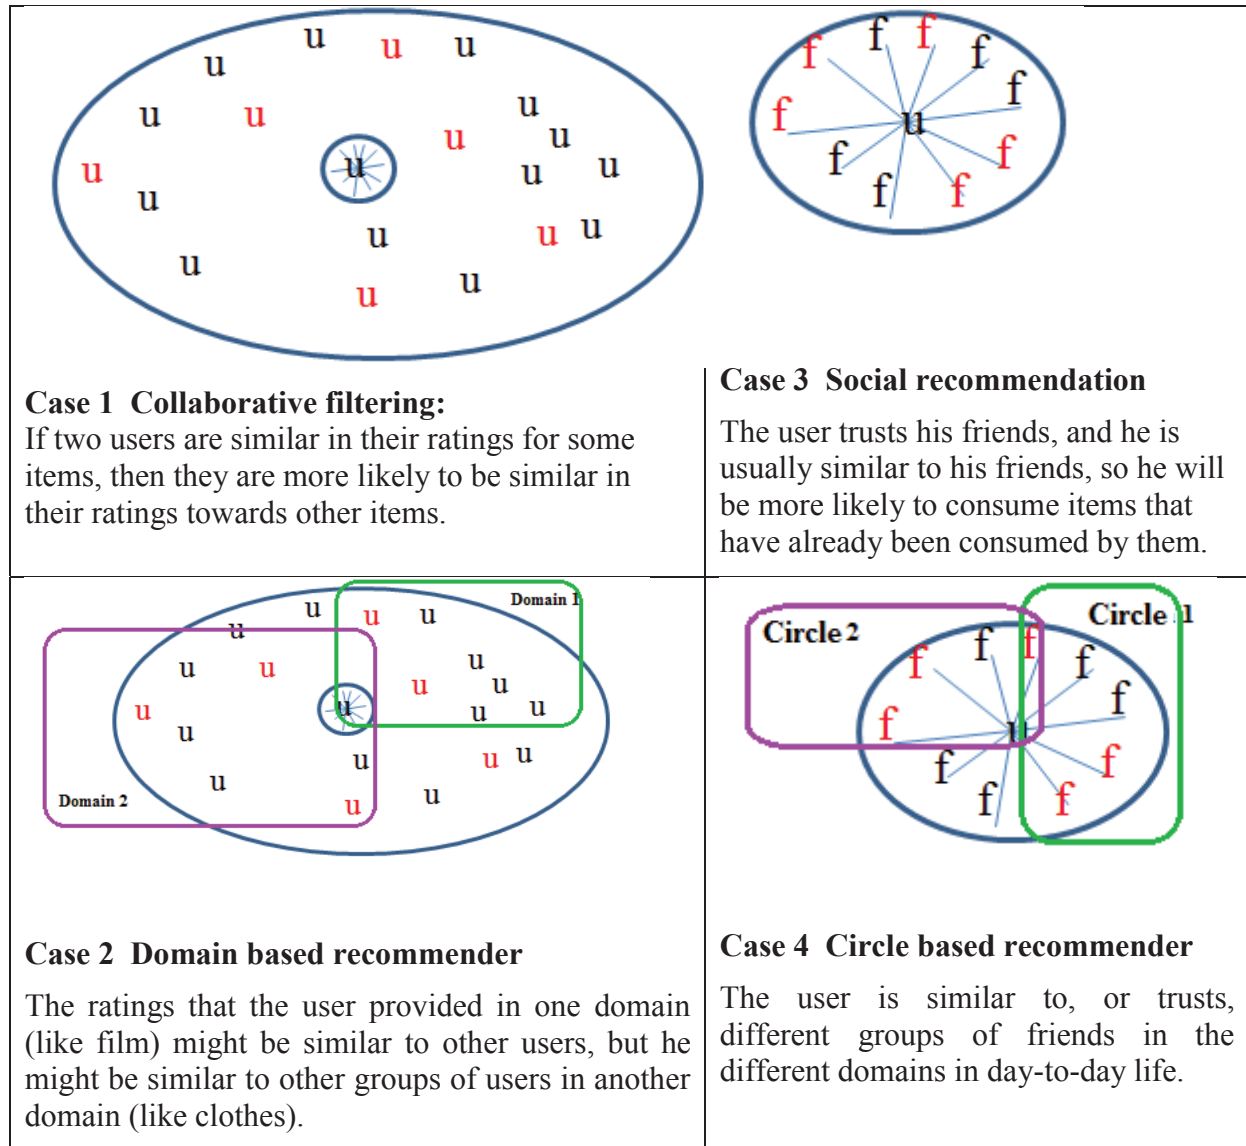 u u u
u
u u u
u u
u u u u
u
u u u
u
u u
Case 1 Collaborative filtering:
If two users are similar in their ratings for some
items, then they are more likely to be similar in
their ratings towards other items.
f f f f
f f
u
f f
f f
Case 3 Social recommendation
The user trusts his friends, and he is
usually similar to his friends, so he will
be more likely to consume items that
have already been consumed by them.
u u u Domain 1
u
u u u
u u
u u u u
u
u u u
u
Domain 2 u u
Case 2 Domain based recommender
The ratings that the user provided in one domain
(like film) might be similar to other users, but he
might be similar to other groups of users in another
domain (like clothes).
Circle 2 Circle 1
f f f f
f f
u
f f
f f
Case 4 Circle based recommender
The user is similar to, or trusts,
different groups of friends in the
different domains in day-to-day life.